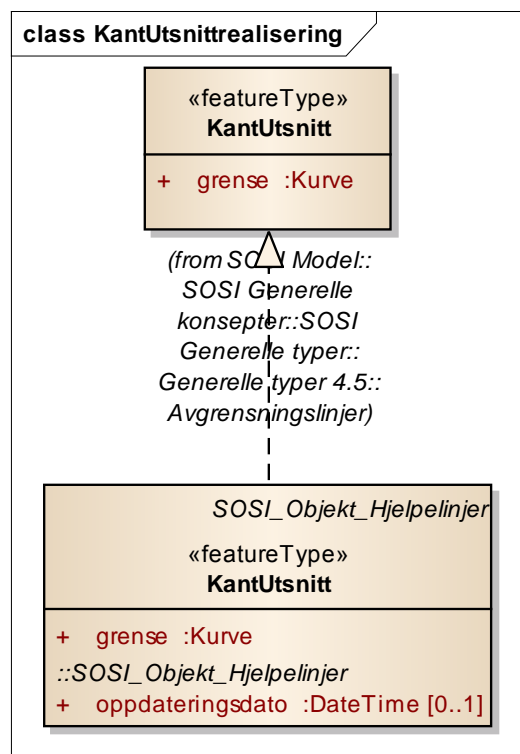 class KantUtsnittrealisering
«featureType»
KantUtsnitt
+ grense :Kurve
(from SOSI Model::
SOSI Generelle
konsepter::SOSI
Generelle typer::
Generelle typer 4.5::
Avgrensningslinjer)
SOSI_Objekt_Hjelpelinjer
«featureType»
KantUtsnitt
+ grense :Kurve
::SOSI_Objekt_Hjelpelinjer
+ oppdateringsdato :DateTime [0..1]